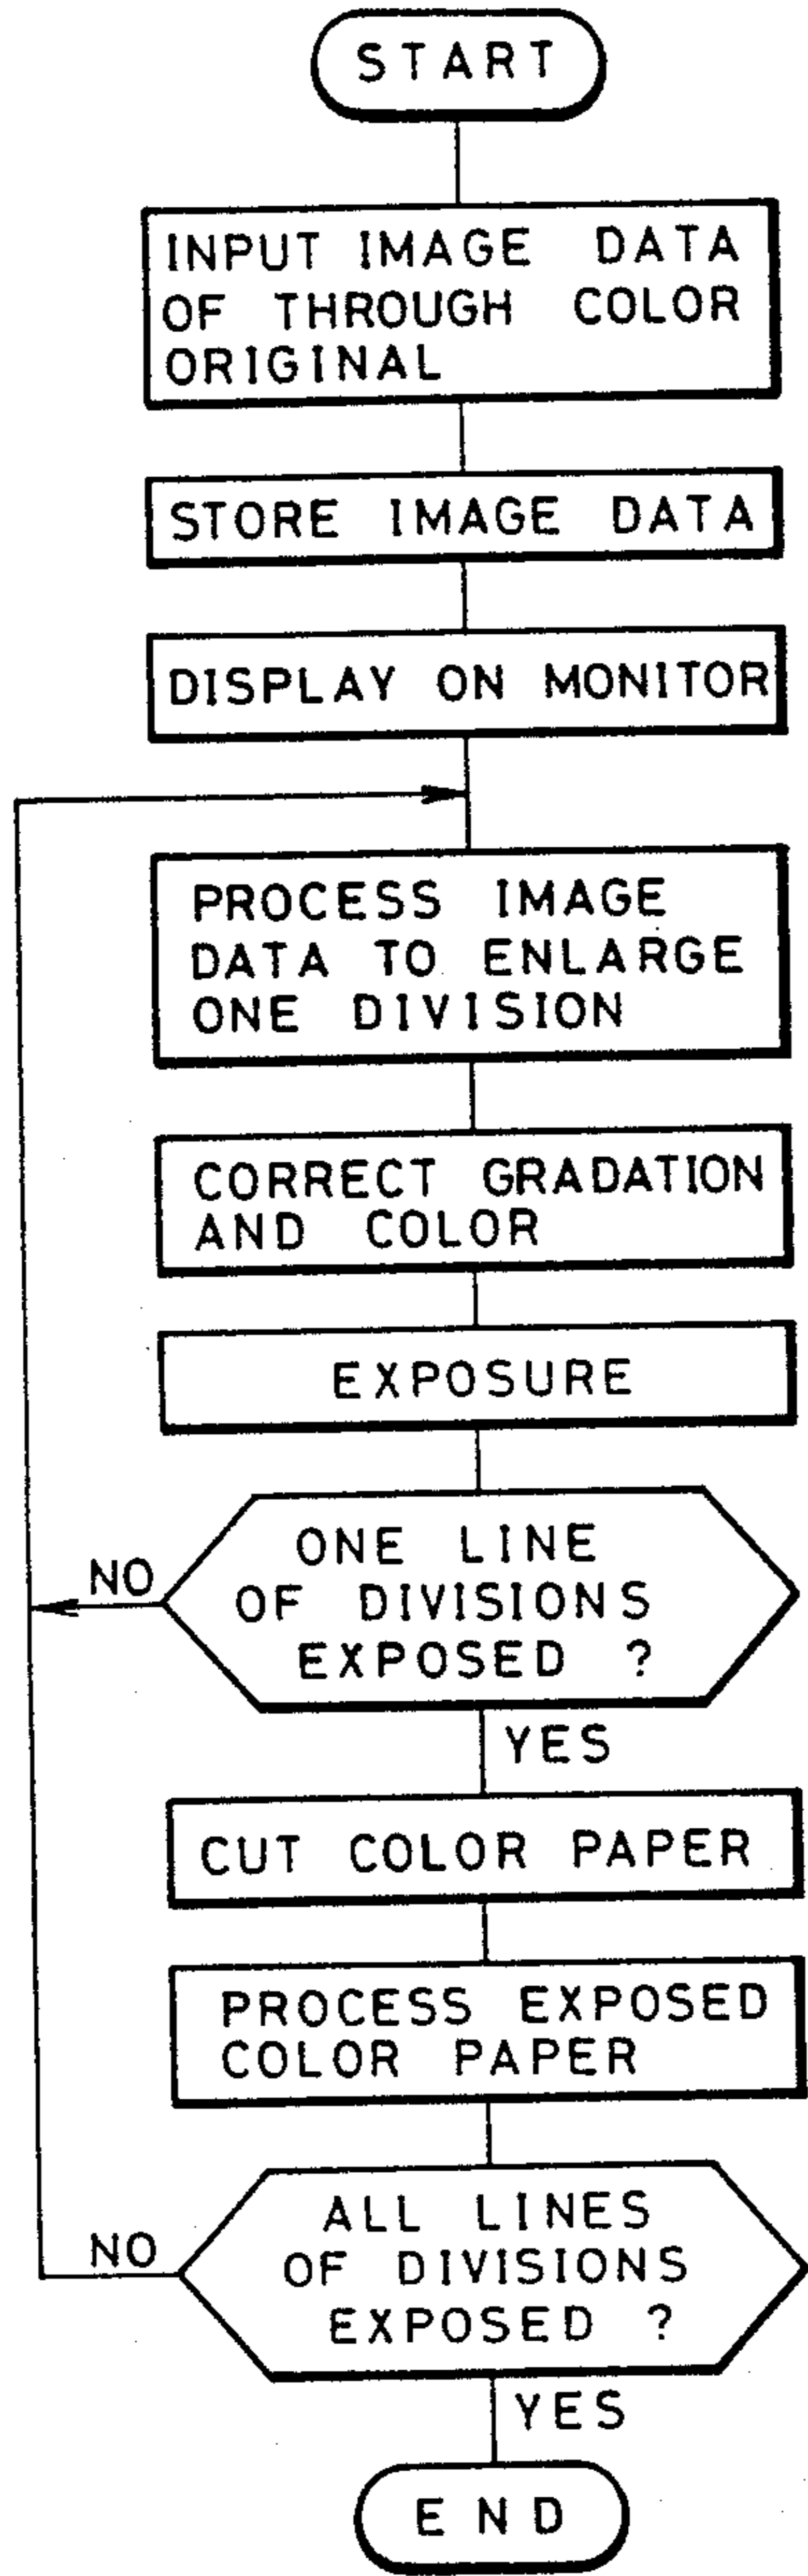 START
INPUT IMAGE DATA
OF THROUGH COLOR
ORIGINAL
STORE IMAGE DATA
DISPLAY ON MONITOR
PROCESS IMAGE
DATA TO ENLARGE
ONE DIVISION
CORRECT GRADATION
AND COLOR
EXPOSURE
ONE LINE
OF DIVISIONS
EXPOSED ?
NO
YES
CUT COLOR PAPER
PROCESS EXPOSED
COLOR PAPER
ALL LINES
OF DIVISIONS
EXPOSED ?
NO
YES
END